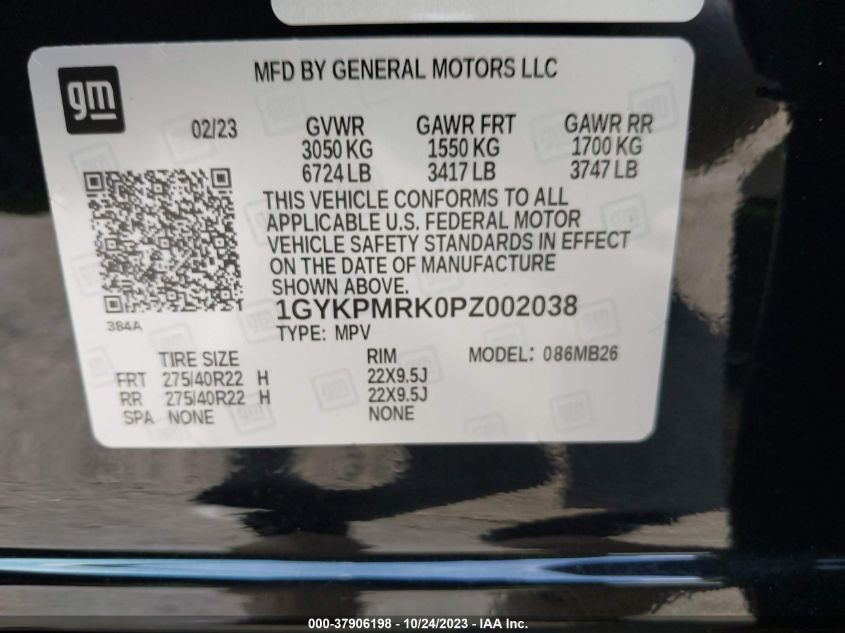 gm
MFD BY GENERAL MOTORS LLC
02/23 GVWR GAWR FRT GAWR RR
3050 KG 1550 KG 1700 KG
6724 LB 3417 LB 3747 LB
THIS VEHICLE CONFORMS TO ALL
APPLICABLE U.S. FEDERAL MOTOR
VEHICLE SAFETY STANDARDS IN EFFECT
ON THE DATE OF MANUFACTURE
SHOWN ABOVE.
T
384A
1GYKPMRK0PZ002038
TYPE: MPV
TIRE SIZE RIM MODEL: 086MB26
FRT 275/40R22 H 22X9.5J
RR 275/40R22 H 22X9.5J
SPA NONE NONE
000-37906198 - 10/24/2023 - IAA Inc.